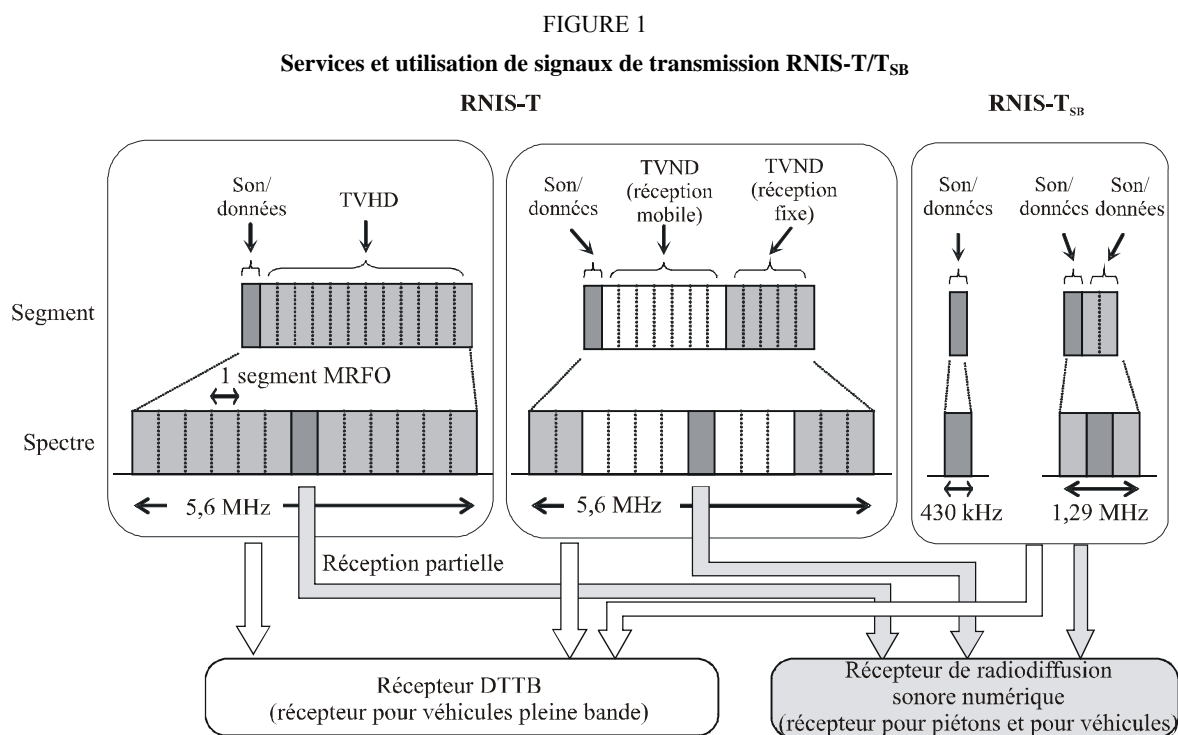 FIGURE 1
Services et utilisation de signaux de transmission RNIS-T/T_SB
RNIS-T
RNIS-T_SB
Son/
données
TVHD
Son/
données
TVND
(réception
mobile)
TVND
(réception
fixe)
Son/
données
Son/
données
Son/
données
Segment
1 segment MRFO
Spectre
5,6 MHz
5,6 MHz
430 kHz
1,29 MHz
Réception partielle
Récepteur DTTB
(récepteur pour véhicules pleine bande)
Récepteur de radiodiffusion
sonore numérique
(récepteur pour piétons et pour véhicules)